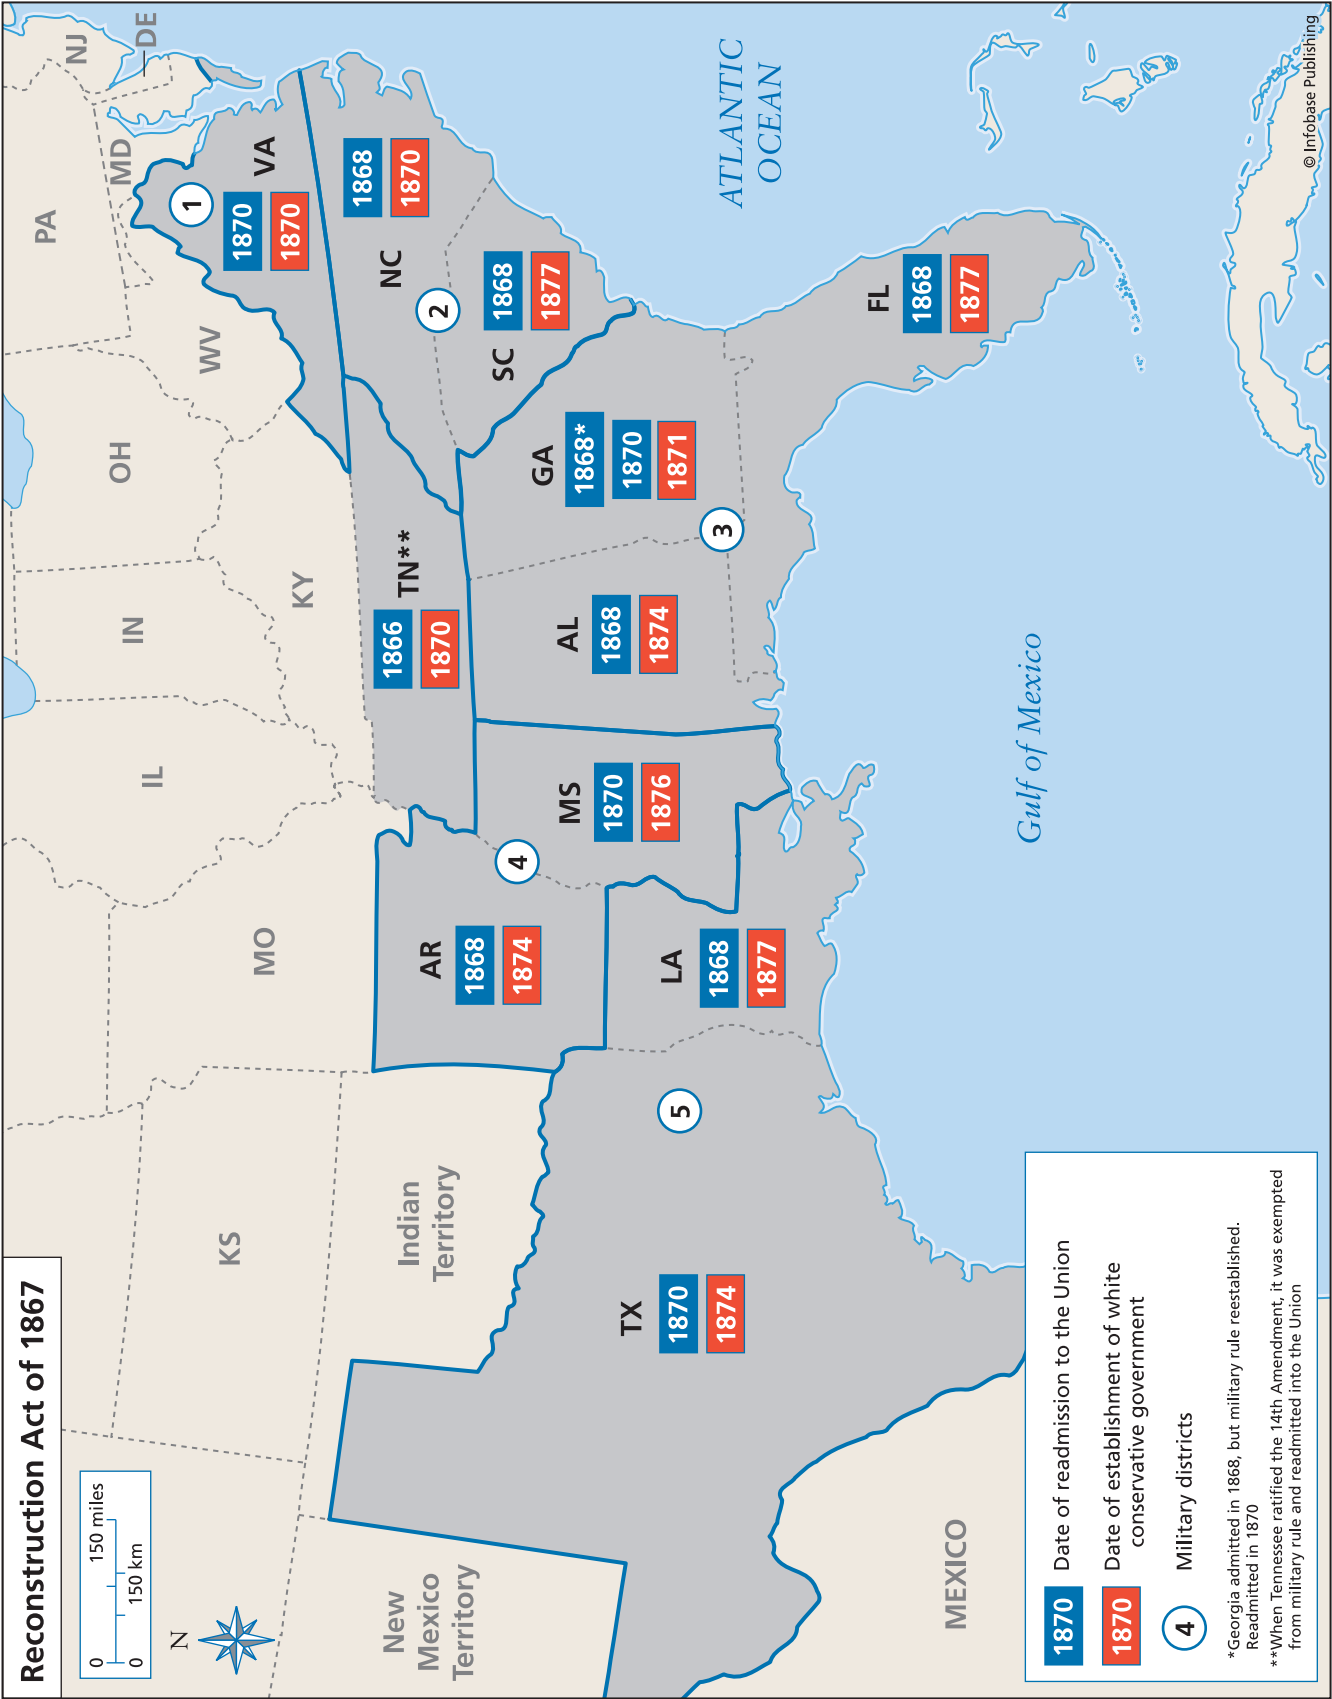 Reconstruction Act of 1867
0 150 miles
0 150 km
N
PA
NJ
DE
MD
OH
WV
IN
IL
KY
MO
KS
Indian
Territory
New
Mexico
Territory
MEXICO
1
VA
1870
1870
NC
1868
1870
2
SC
1868
1877
TN**
1866
1870
GA
1868*
1870
1871
3
AL
1868
1874
FL
1868
1877
MS
1870
1876
4
AR
1868
1874
LA
1868
1877
5
TX
1870
1874
ATLANTIC
OCEAN
Gulf of Mexico
1870 Date of readmission to the Union
1870 Date of establishment of white
conservative government
4 Military districts
*Georgia admitted in 1868, but military rule reestablished.
Readmitted in 1870
**When Tennessee ratified the 14th Amendment, it was exempted
from military rule and readmitted into the Union
© Infobase Publishing